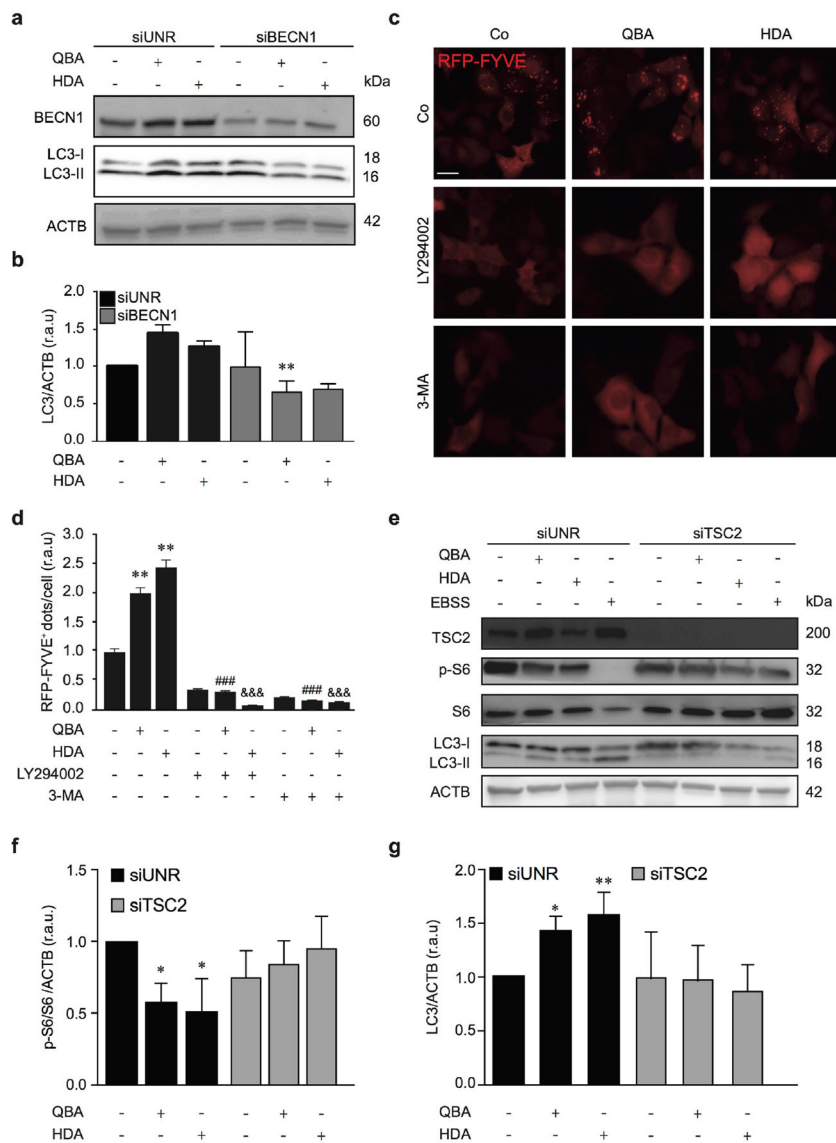 a
siUNR siBECN1
QBA - + - - + -
HDA - - + - - + kDa
BECN1 60
LC3-I 18
LC3-II 16
ACTB 42
b
siUNR
siBECN1
LC3/ACTB (r.a.u)
2.0
1.5
1.0
0.5
0.0
**
QBA - + - - + -
HDA - - + - - +
c
Co QBA HDA
RFP-FYVE
Co
LY294002
3-MA
d
RFP-FYVE+ dots/cell (r.a.u)
3.0
2.5
2.0
1.5
1.0
0.5
0
** ** ### &&& ### &&&
QBA - + - - + - - + -
HDA - - + - - + - - +
LY294002 - - - + + + - - -
3-MA - - - - - - + + +
e
siUNR siTSC2
QBA - + - - - + - -
HDA - - + - - - + -
EBSS - - - + - - - + kDa
TSC2 200
p-S6 32
S6 32
LC3-I 18
LC3-II 16
ACTB 42
f
siUNR
siTSC2
p-S6/S6 /ACTB (r.a.u.)
1.5
1.0
0.5
0.0
* *
QBA - + - - + -
HDA - - + - - +
g
siUNR siTSC2
LC3/ACTB (r.a.u)
2.0
1.5
1.0
0.5
0.0
* **
QBA - + - - + -
HDA - - + - - +